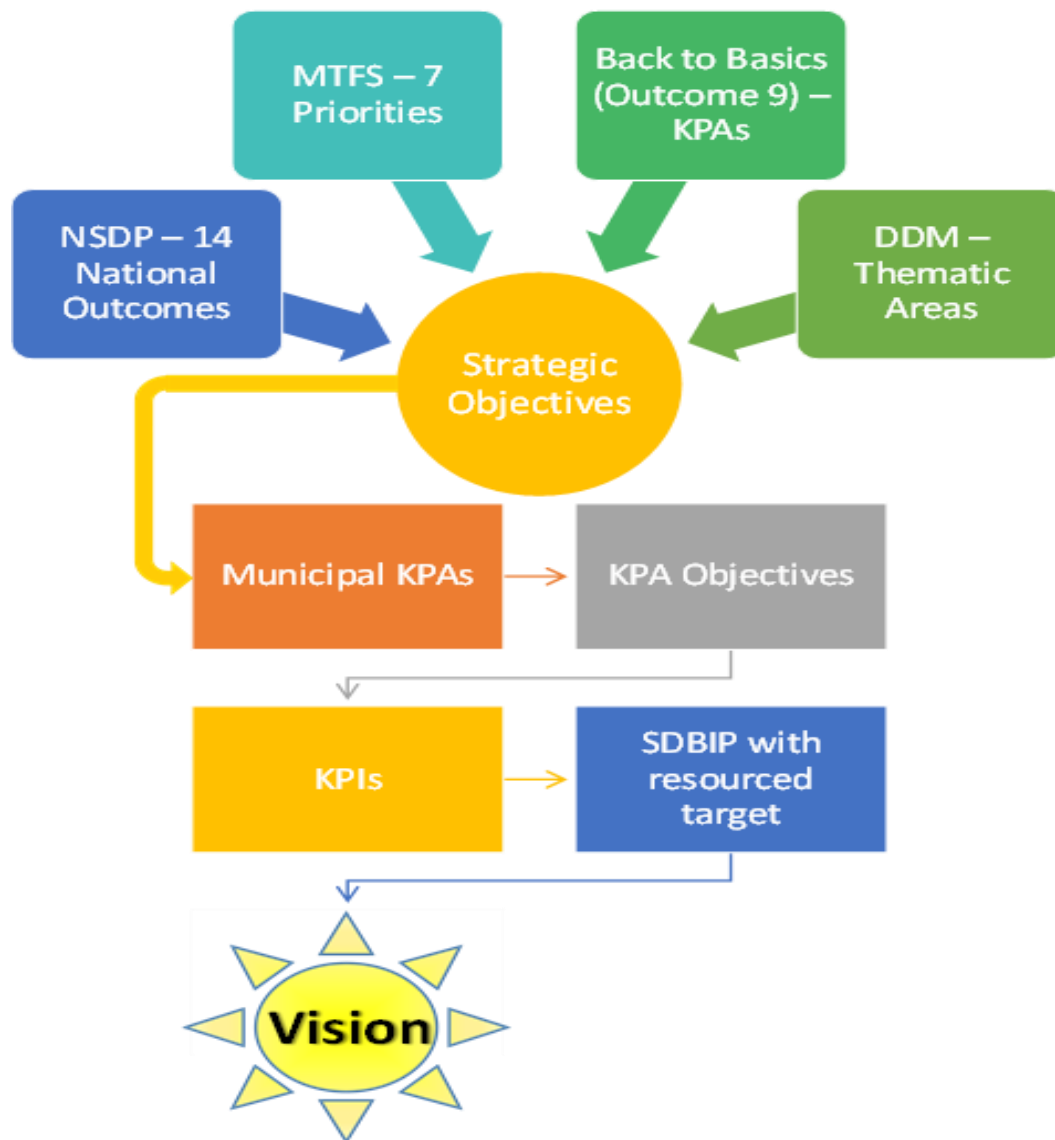 MTFS – 7
Priorities
Back to Basics
(Outcome 9) –
KPAs
NSDP – 14
National
Outcomes
DDM –
Thematic
Areas
Strategic
Objectives
Municipal KPAs
KPA Objectives
KPIs
SDBIP with
resourced
target
Vision